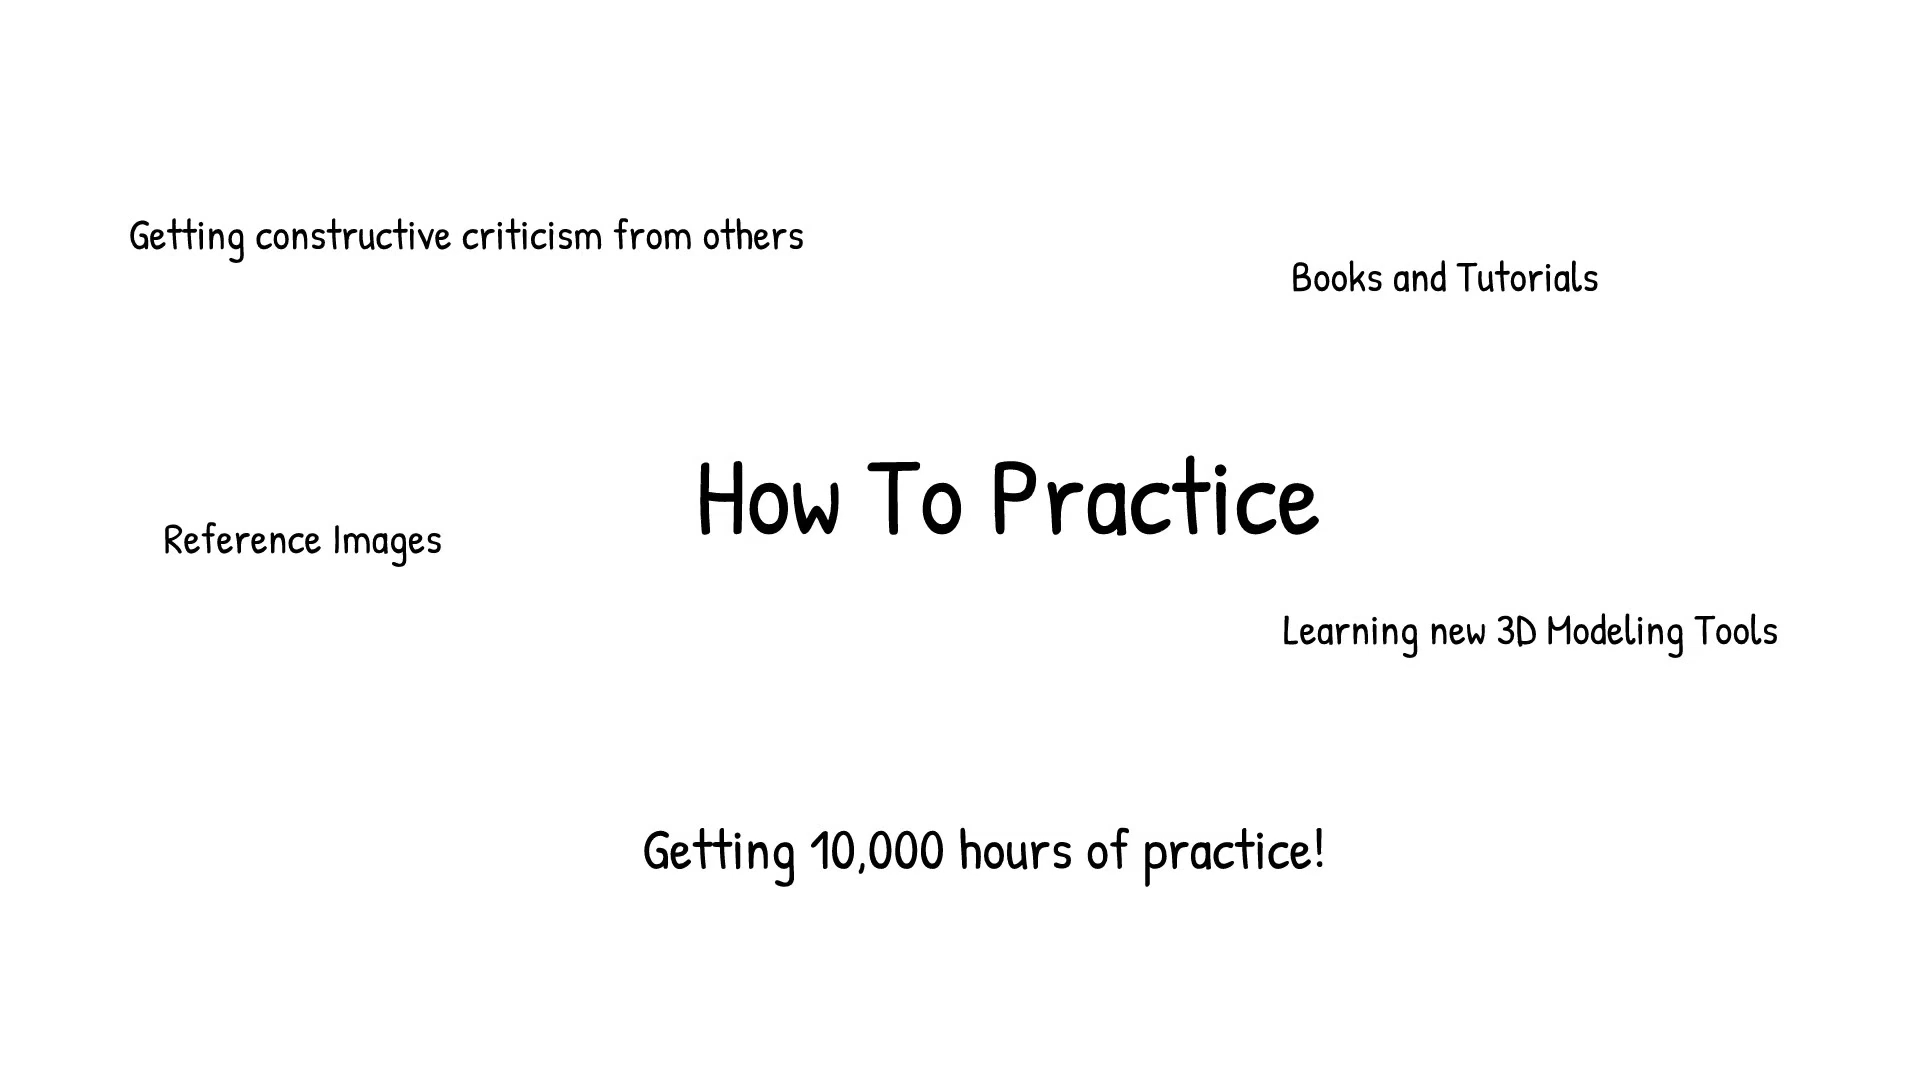 Getting constructive criticism from others
Books and Tutorials
How To Practice
Reference Images
Learning new 3D Modeling Tools
Getting 10,000 hours of practice!